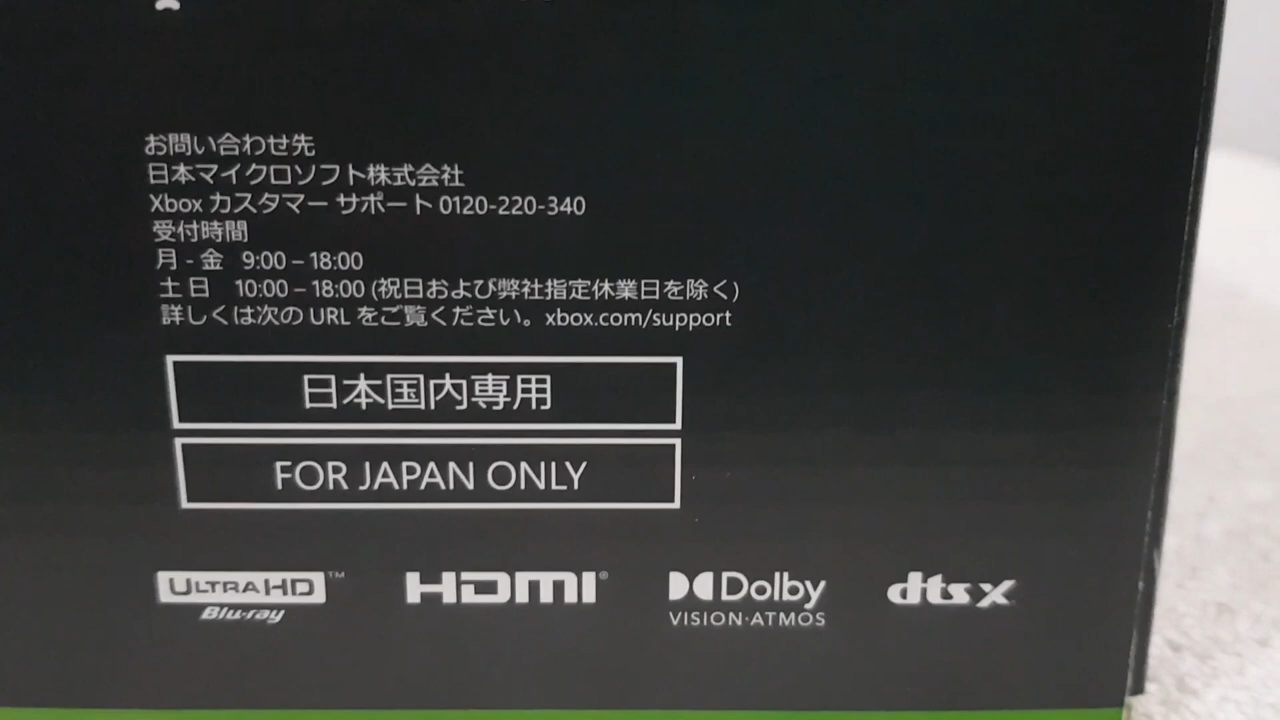 お問い合わせ先
日本マイクロソフト株式会社
Xbox カスタマー サポート 0120-220-340
受付時間
月 - 金 9:00 – 18:00
土 日 10:00 – 18:00 (祝日および弊社指定休業日を除く)
詳しくは次の URL をご覧ください。xbox.com/support
日本国内専用
FOR JAPAN ONLY
ULTRA HD™ HDMI® Dolby dts X
Blu-ray VISION·ATMOS